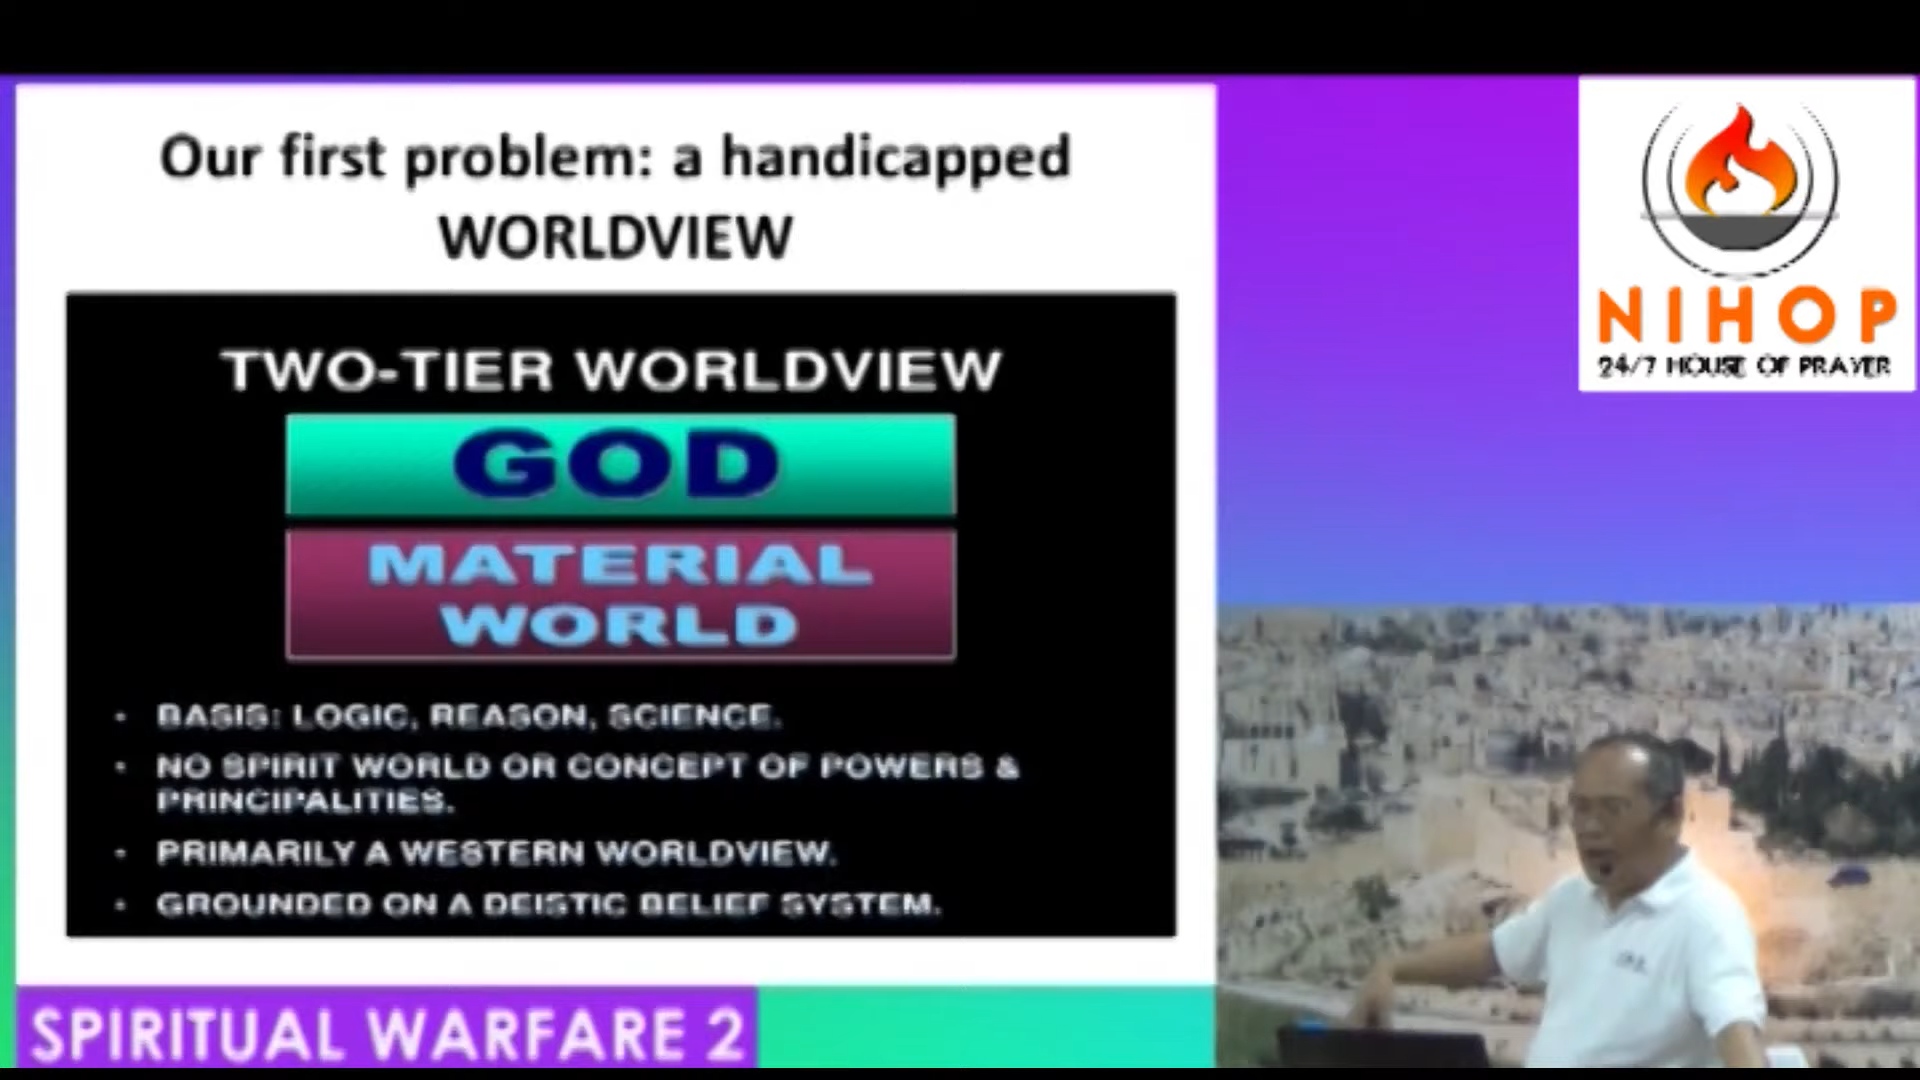 Our first problem: a handicapped
WORLDVIEW
TWO-TIER WORLDVIEW
GOD
MATERIAL
WORLD
• BASIS: LOGIC, REASON, SCIENCE.
• NO SPIRIT WORLD OR CONCEPT OF POWERS &
PRINCIPALITIES.
• PRIMARILY A WESTERN WORLDVIEW.
• GROUNDED ON A DEISTIC BELIEF SYSTEM.
SPIRITUAL WARFARE 2
NIHOP
24/7 HOUSE OF PRAYER